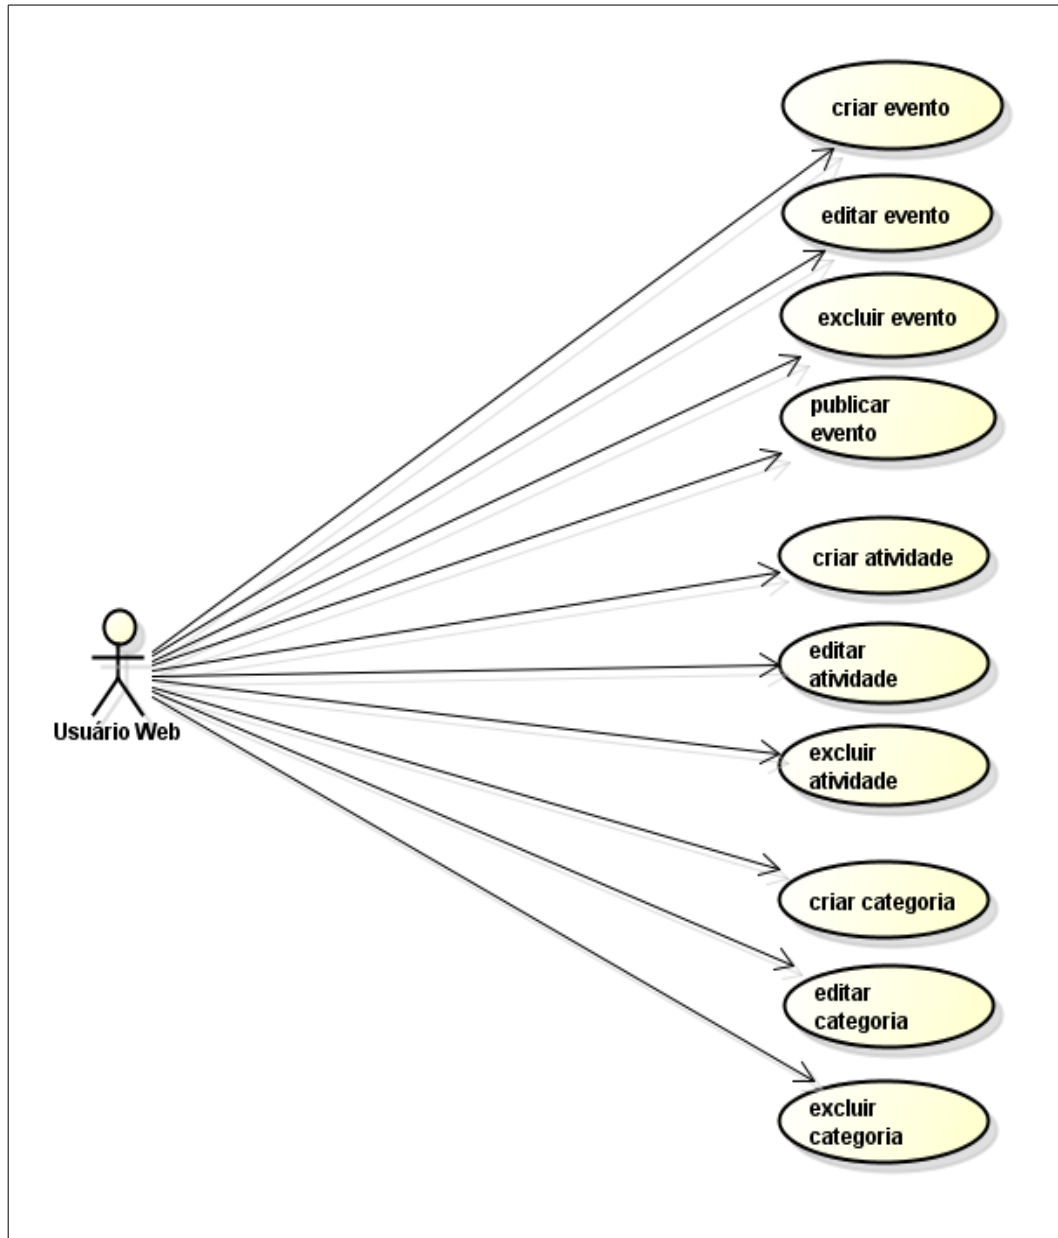 criar evento
editar evento
excluir evento
publicar
evento
criar atividade
editar
atividade
Usuário Web
excluir
atividade
criar categoria
editar
categoria
excluir
categoria